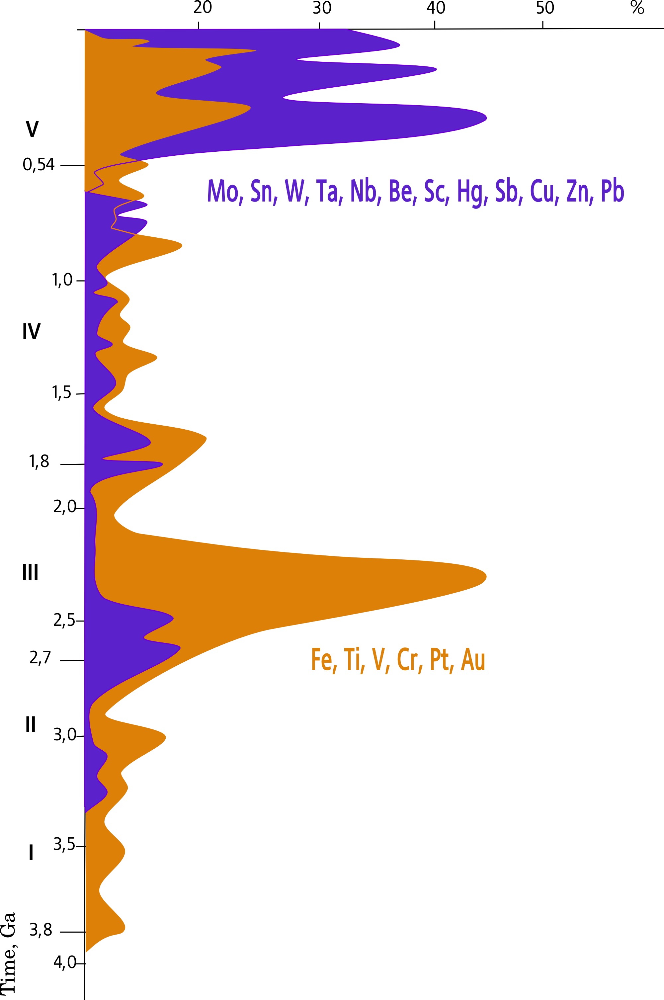 20 30 40 50 %
V
0,54
Mo, Sn, W, Ta, Nb, Be, Sc, Hg, Sb, Cu, Zn, Pb
1,0
IV
1,5
1,8
2,0
III
2,5
2,7
Fe, Ti, V, Cr, Pt, Au
II
3,0
3,5
I
3,8
4,0
Time, Ga